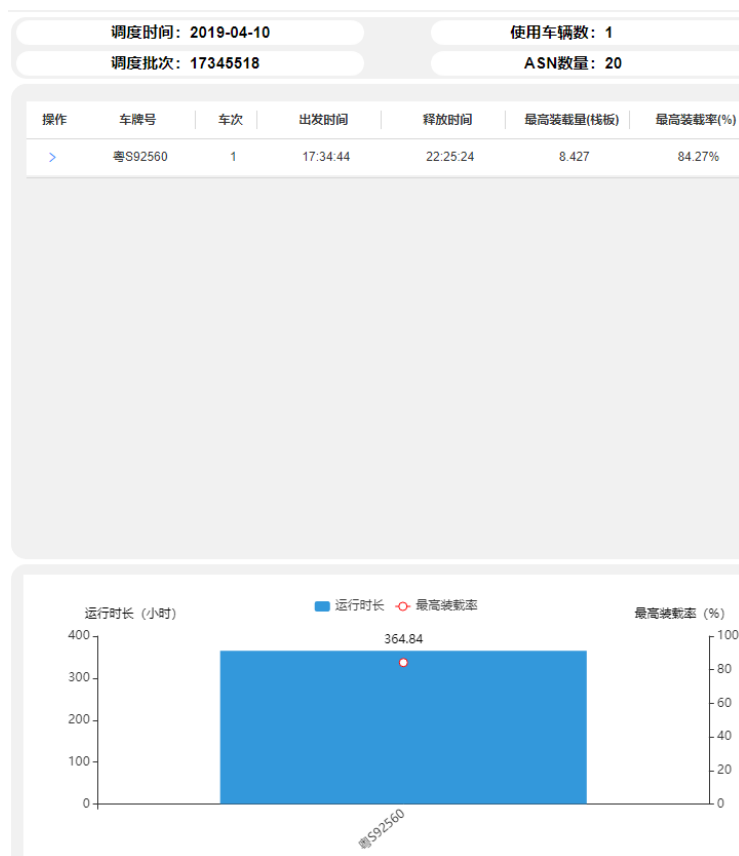 调度时间：2019-04-10 使用车辆数：1
调度批次：17345518 ASN数量：20
操作 车牌号 车次 出发时间 释放时间 最高装载量(栈板) 最高装载率(%)
> 粤S92560 1 17:34:44 22:25:24 8.427 84.27%
运行时长 最高装载率
运行时长（小时） 最高装载率（%）
364.84
400 100
80
300
60
200
40
100
20
0 0
粤S92560